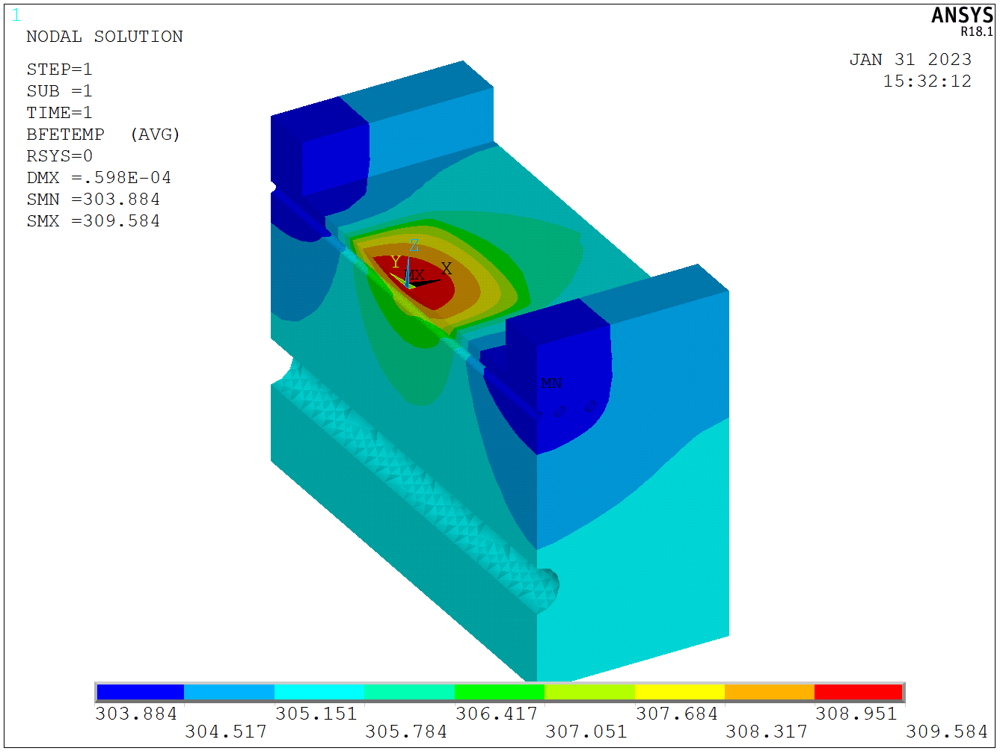 1
ANSYS
R18.1
NODAL SOLUTION
JAN 31 2023
15:32:12
STEP=1
SUB =1
TIME=1
BFETEMP (AVG)
RSYS=0
DMX =.598E-04
SMN =303.884
SMX =309.584
Z
Y
X
MX
MN
303.884 305.151 306.417 307.684 308.951
304.517 305.784 307.051 308.317 309.584